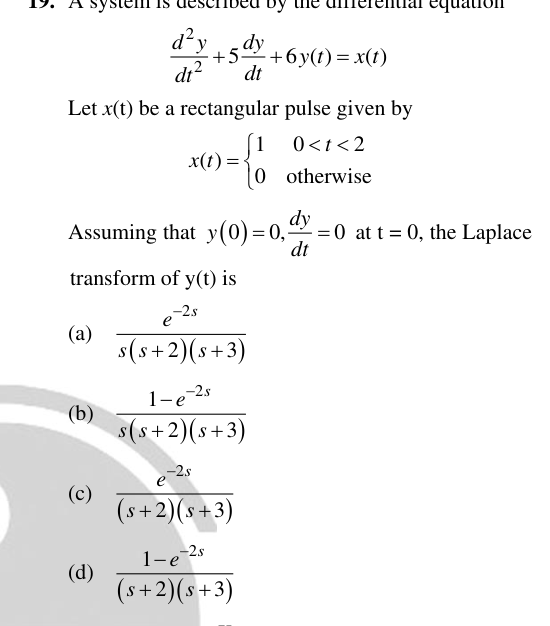 19. A system is described by the differential equation
d²y/dt² + 5 dy/dt + 6y(t) = x(t)
Let x(t) be a rectangular pulse given by
x(t) = { 1 0 < t < 2
0 otherwise
Assuming that y(0) = 0, dy/dt = 0 at t = 0, the Laplace
transform of y(t) is
(a) e^{-2s} / s(s+2)(s+3)
(b) 1−e^{-2s} / s(s+2)(s+3)
(c) e^{-2s} / (s+2)(s+3)
(d) 1−e^{-2s} / (s+2)(s+3)